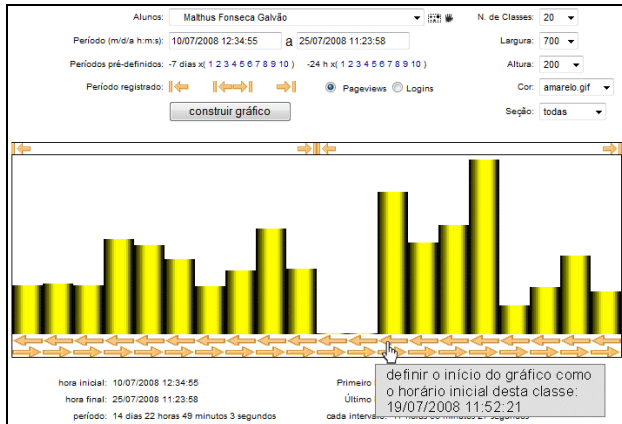 Alunos: Malthus Fonseca Galvão N. de Classes: 20
Período (m/d/a h:m:s): 10/07/2008 12:34:55 a 25/07/2008 11:23:58 Largura: 700
Períodos pré-definidos: -7 dias x( 1 2 3 4 5 6 7 8 9 10 ) -24 h x( 1 2 3 4 5 6 7 8 9 10 ) Altura: 200
Período registrado: Pageviews Logins Cor: amarelo.gif
construir gráfico Seção: todas
definir o início do gráfico como
o horário inicial desta classe:
19/07/2008 11:52:21
hora inicial: 10/07/2008 12:34:55 Primeiro
hora final: 25/07/2008 11:23:58 Último
período: 14 dias 22 horas 49 minutos 3 segundos cada intervalo